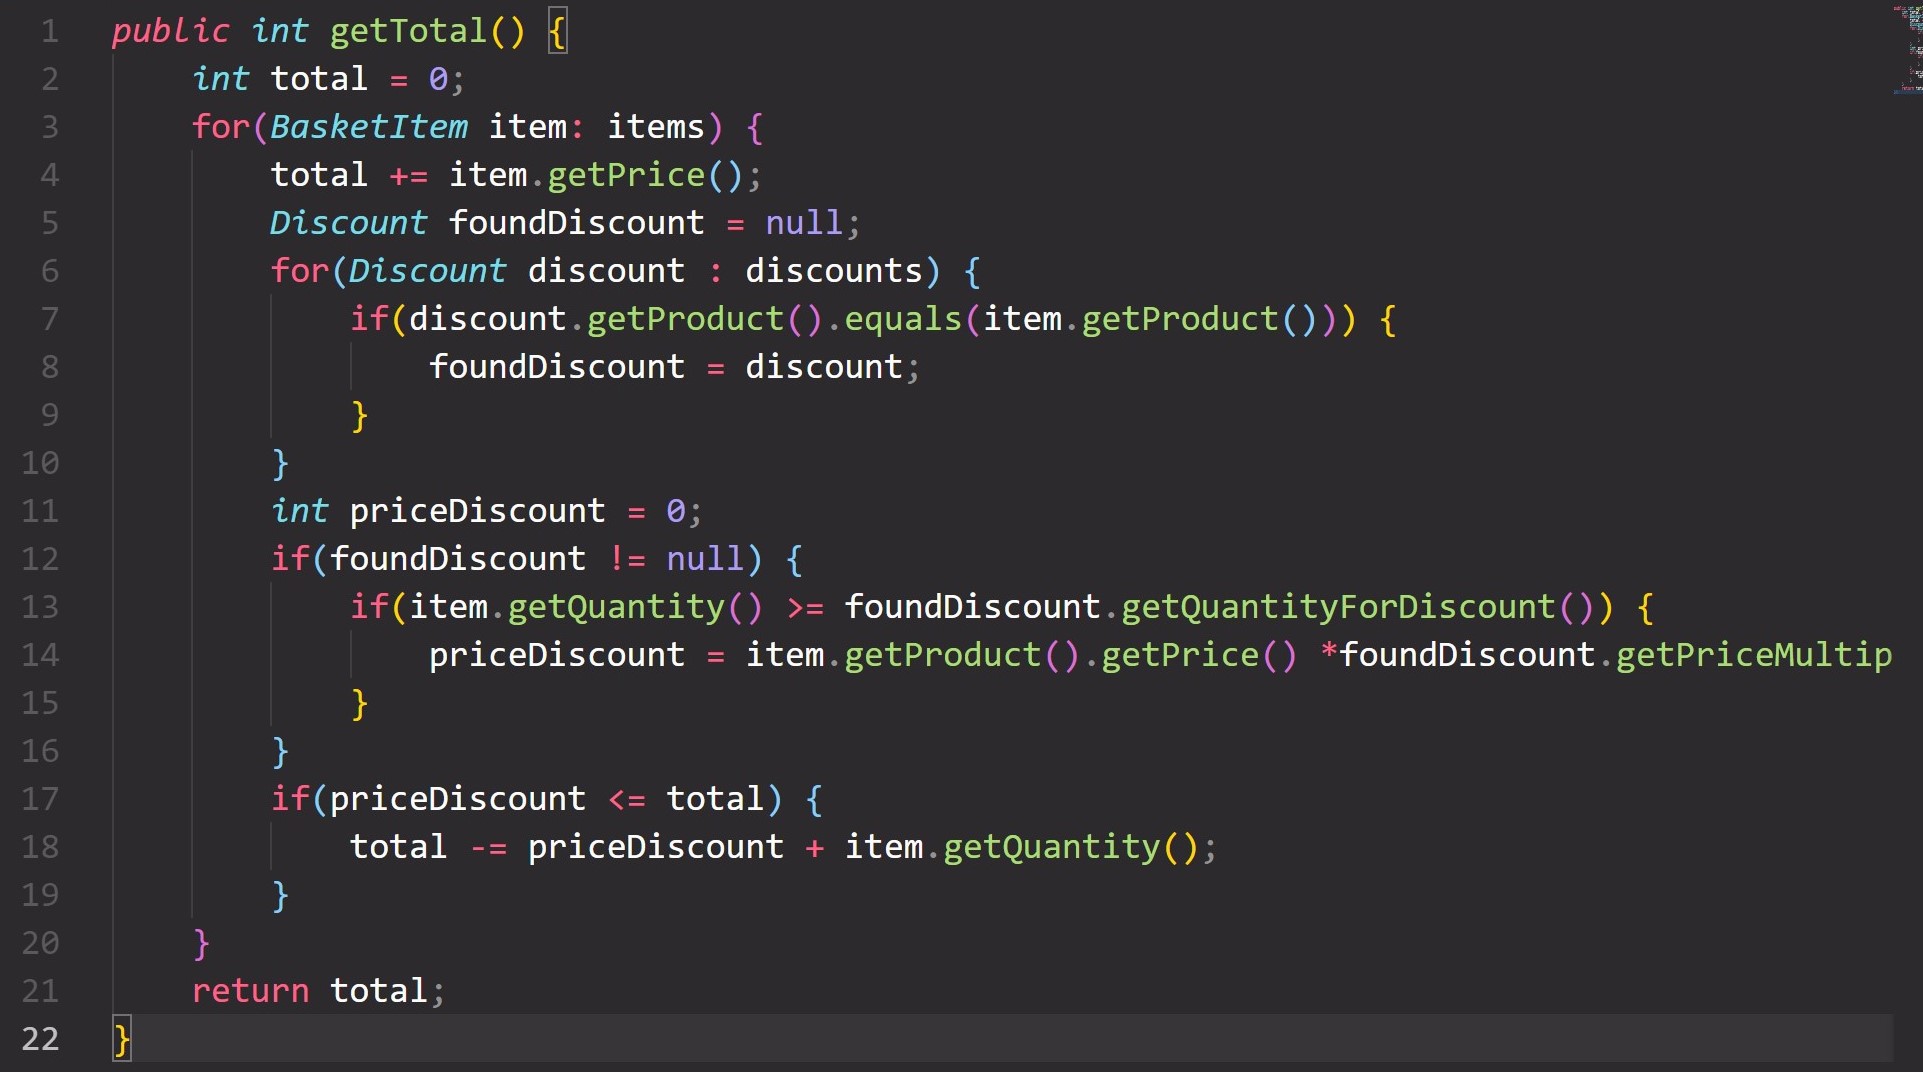 1 public int getTotal() {
2 int total = 0;
3 for(BasketItem item: items) {
4 total += item.getPrice();
5 Discount foundDiscount = null;
6 for(Discount discount : discounts) {
7 if(discount.getProduct().equals(item.getProduct())) {
8 foundDiscount = discount;
9 }
10 }
11 int priceDiscount = 0;
12 if(foundDiscount != null) {
13 if(item.getQuantity() >= foundDiscount.getQuantityForDiscount()) {
14 priceDiscount = item.getProduct().getPrice() *foundDiscount.getPriceMultip
15 }
16 }
17 if(priceDiscount <= total) {
18 total -= priceDiscount + item.getQuantity();
19 }
20 }
21 return total;
22 }